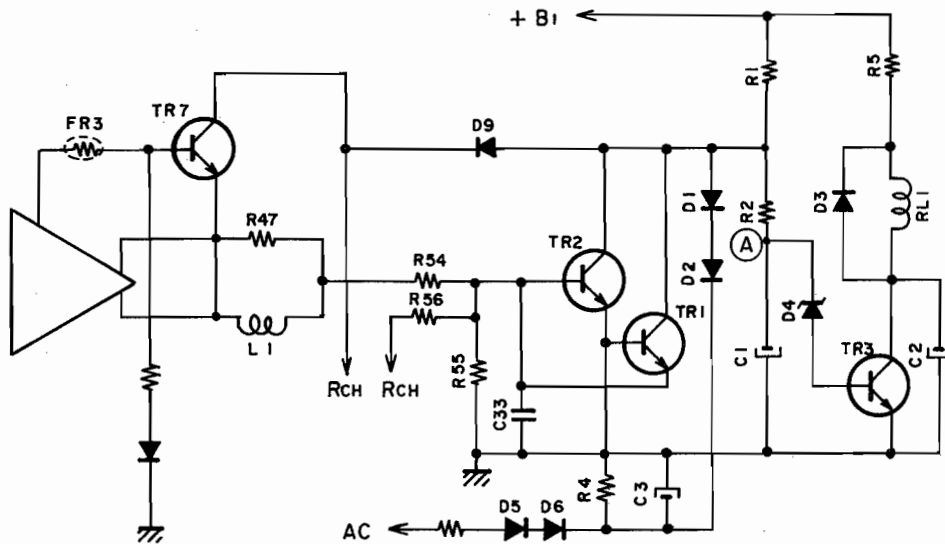 + B1
R1
R5
TR7
FR3
D9
D1
R2
D3
RL1
R47
TR2
A
D2
R54
TR1
D4
R56
L1
C1
TR3
C2
R55
RCH
RCH
C33
R4
C3
D5
D6
AC